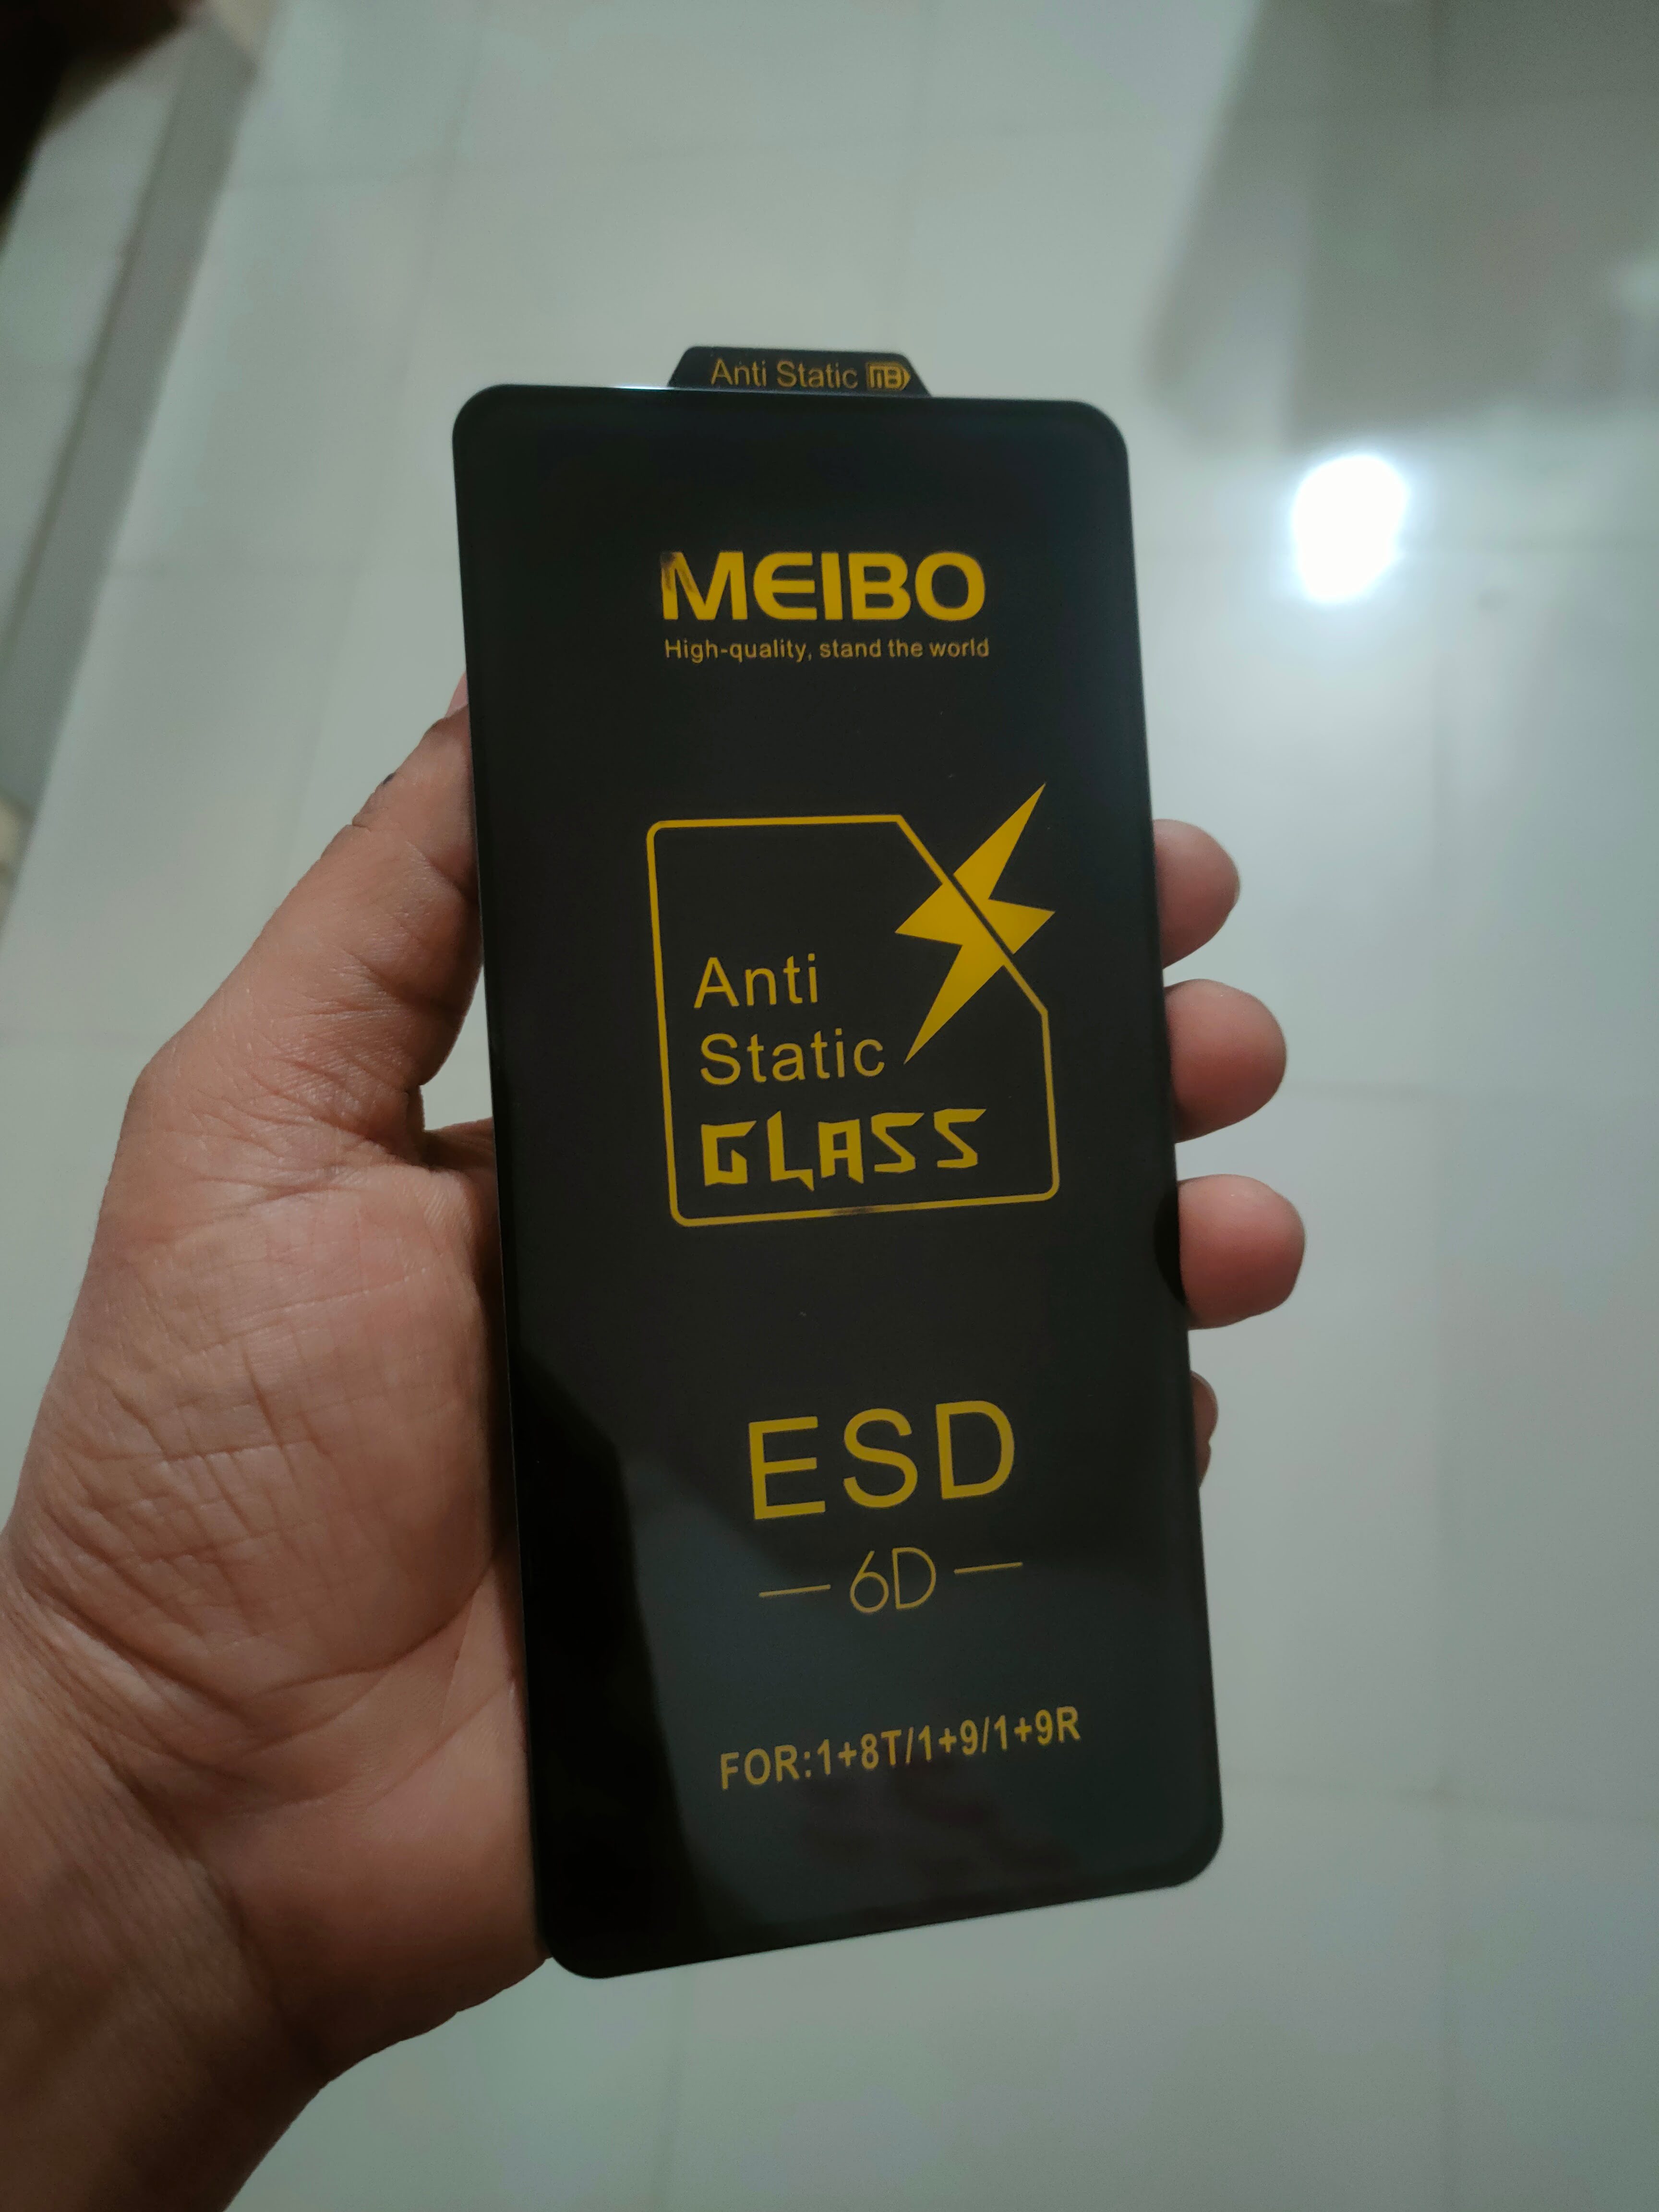 Anti Static
MEIBO
High-quality, stand the world
Anti
Static
GLASS
ESD
6D
FOR:1+8T/1+9/1+9R